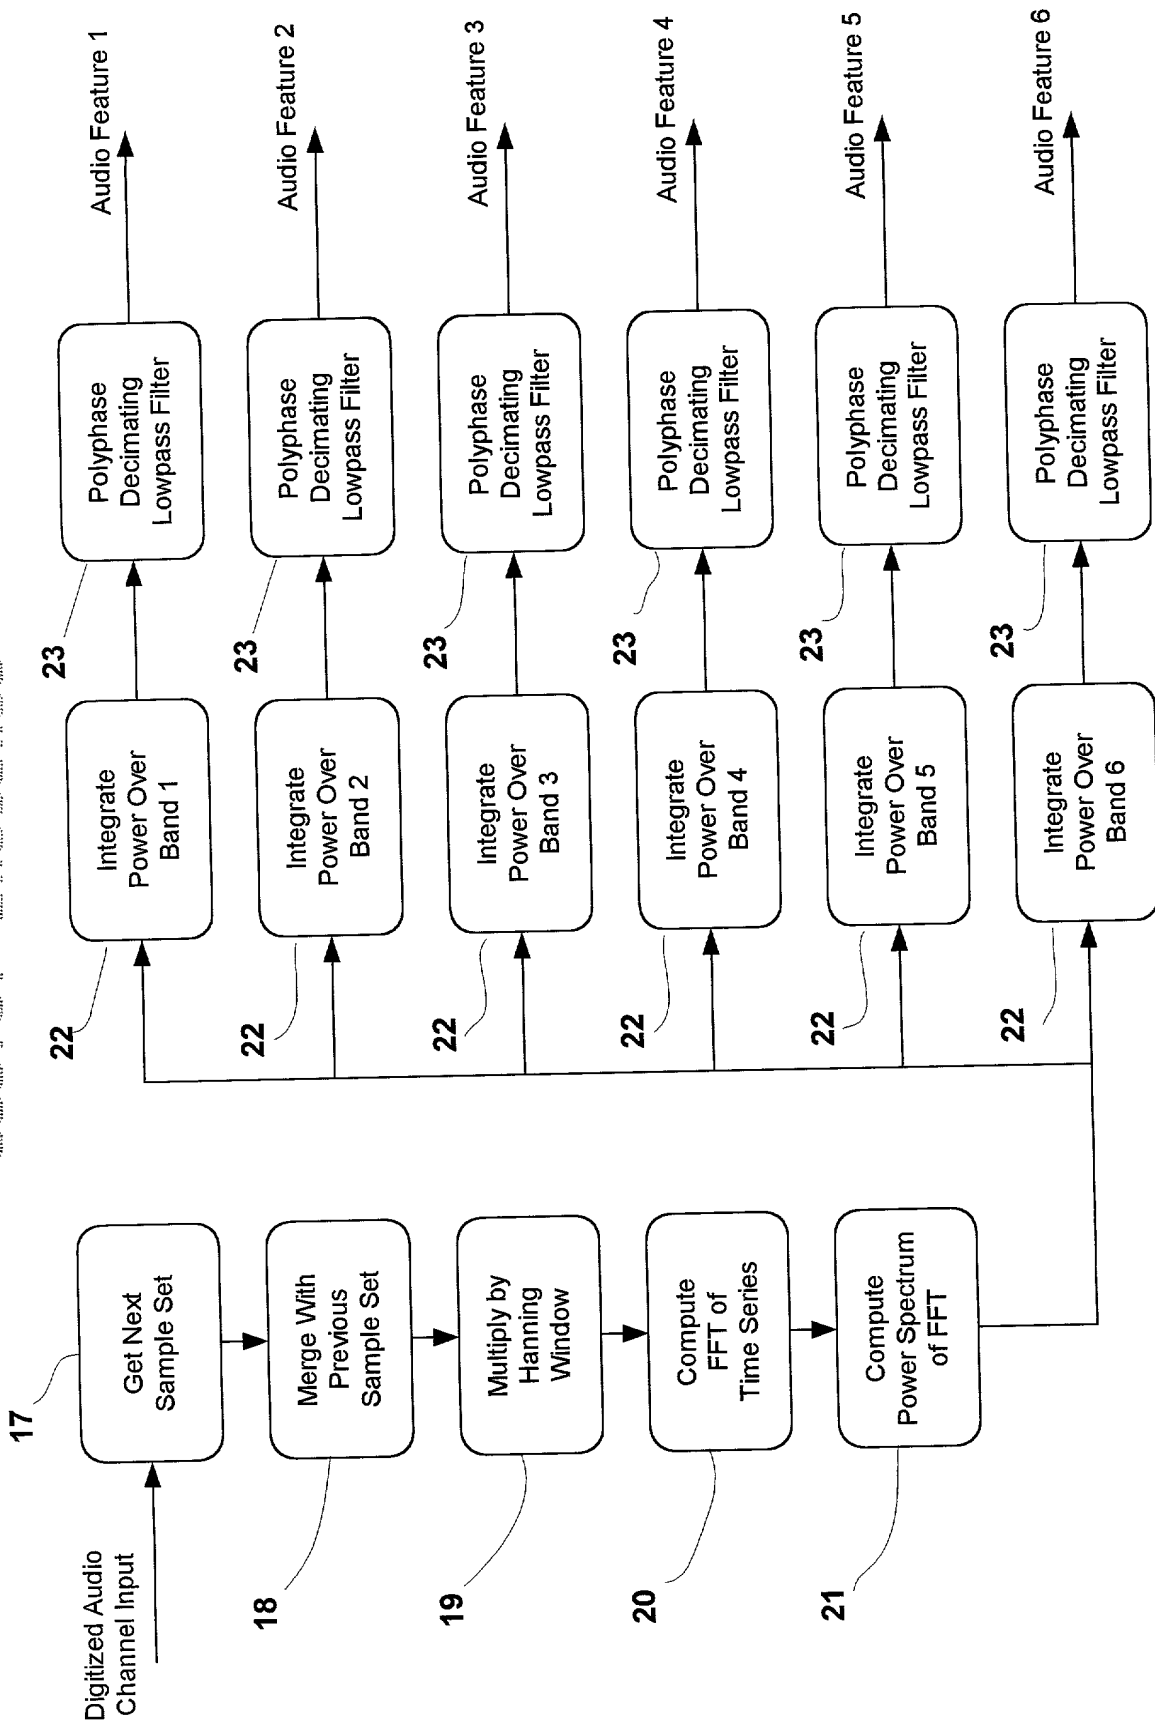 Digitized Audio
Channel Input
17
Get Next
Sample Set
18
Merge With
Previous
Sample Set
19
Multiply by
Hanning
Window
20
Compute
FFT of
Time Series
21
Compute
Power Spectrum
of FFT
22
Integrate
Power Over
Band 1
23
Polyphase
Decimating
Lowpass Filter
Audio Feature 1
22
Integrate
Power Over
Band 2
23
Polyphase
Decimating
Lowpass Filter
Audio Feature 2
22
Integrate
Power Over
Band 3
23
Polyphase
Decimating
Lowpass Filter
Audio Feature 3
22
Integrate
Power Over
Band 4
23
Polyphase
Decimating
Lowpass Filter
Audio Feature 4
22
Integrate
Power Over
Band 5
23
Polyphase
Decimating
Lowpass Filter
Audio Feature 5
22
Integrate
Power Over
Band 6
23
Polyphase
Decimating
Lowpass Filter
Audio Feature 6